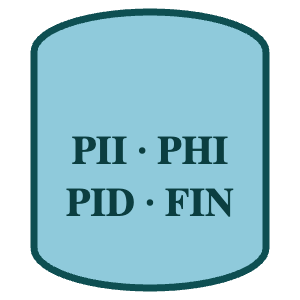 PII · PHI
PID · FIN